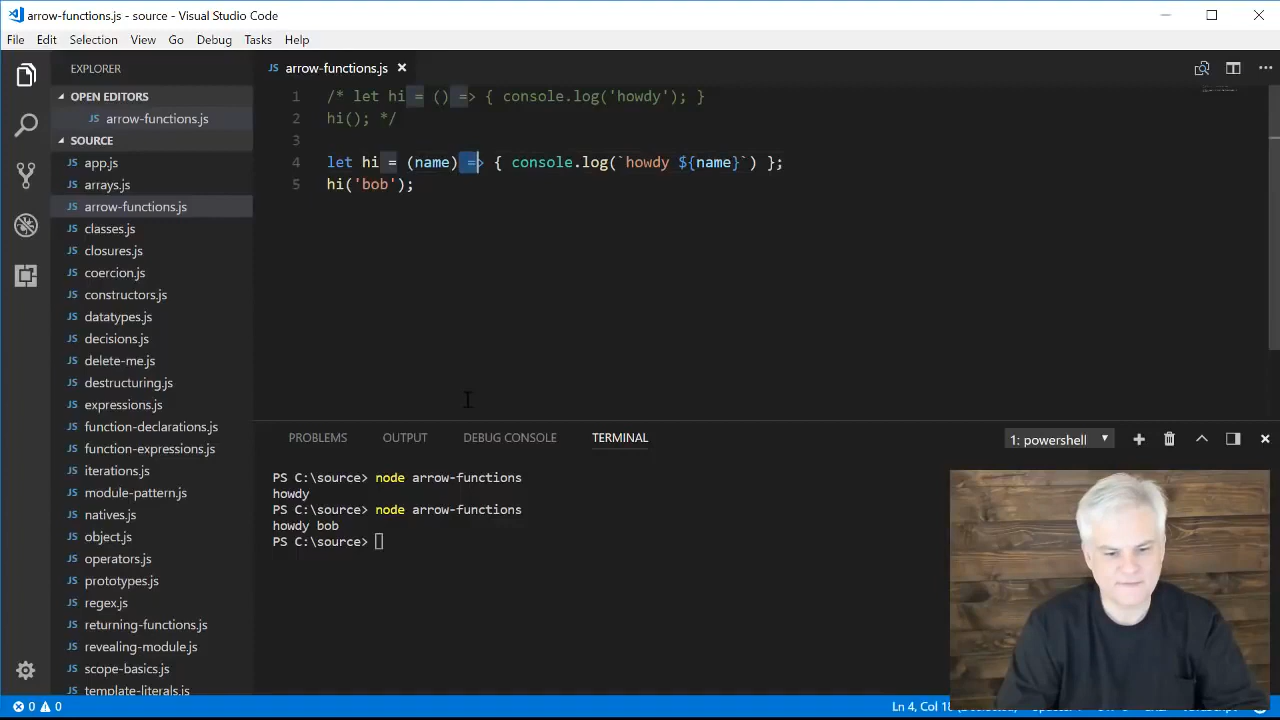 arrow-functions.js - source - Visual Studio Code
File Edit Selection View Go Debug Tasks Help
EXPLORER
OPEN EDITORS
arrow-functions.js
SOURCE
app.js
arrays.js
arrow-functions.js
classes.js
closures.js
coercion.js
constructors.js
datatypes.js
decisions.js
delete-me.js
destructuring.js
expressions.js
function-declarations.js
function-expressions.js
iterations.js
module-pattern.js
natives.js
object.js
operators.js
prototypes.js
regex.js
returning-functions.js
revealing-module.js
scope-basics.js
template-literals.js
JS arrow-functions.js
1 /* let hi = () => { console.log('howdy'); }
2 hi(); */
3
4 let hi = (name) => { console.log(`howdy ${name}`) };
5 hi('bob');
PROBLEMS OUTPUT DEBUG CONSOLE TERMINAL 1: powershell
PS C:\source> node arrow-functions
howdy
PS C:\source> node arrow-functions
howdy bob
PS C:\source>
0 0 Ln 4, Col 18